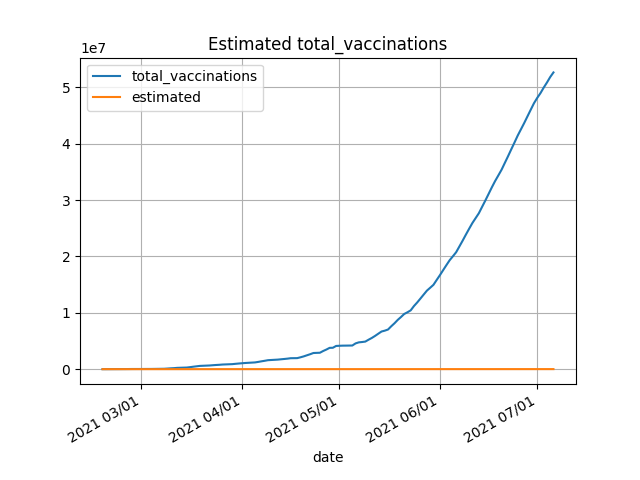 Estimated total_vaccinations
1e7
total_vaccinations
estimated
5
4
3
2
1
0
2021 03/01
2021 04/01
2021 05/01
2021 06/01
2021 07/01
date